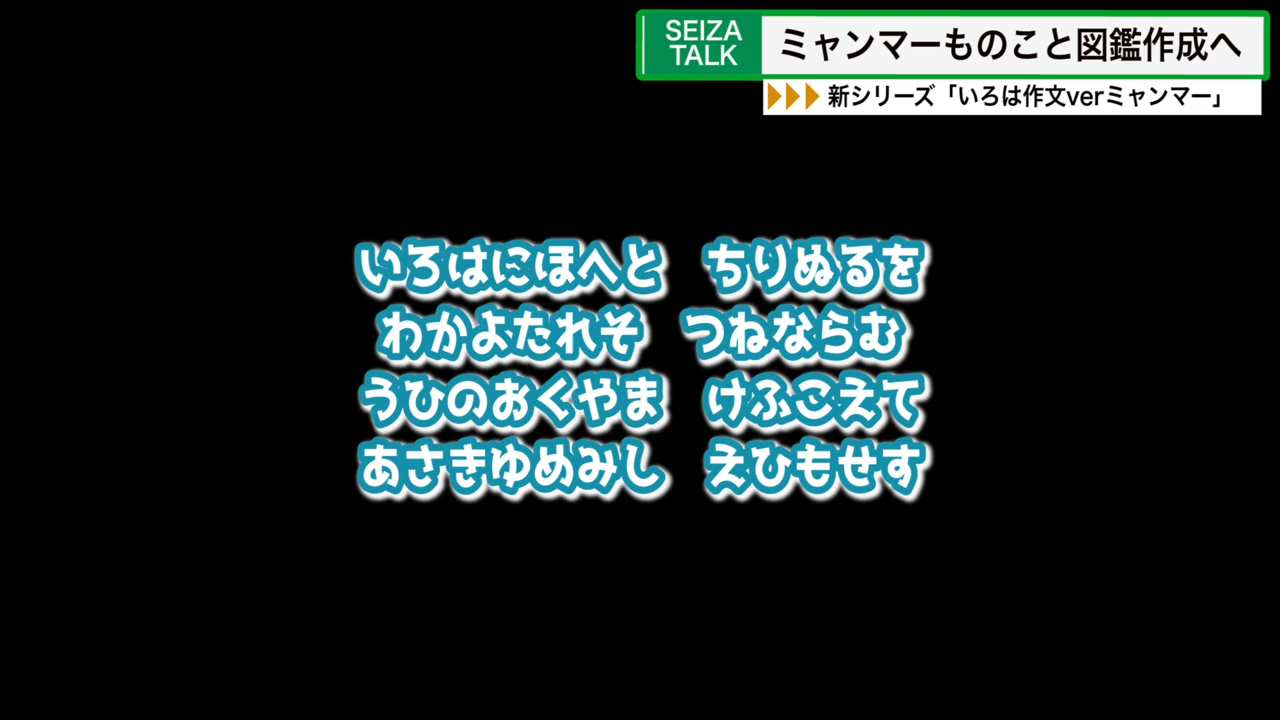 SEIZA
TALK
ミャンマーものこと図鑑作成へ
新シリーズ「いろは作文verミャンマー」
いろはにほへと　ちりぬるを
わかよたれそ　つねならむ
うひのおくやま　けふこえて
あさきゆめみし　えひもせす